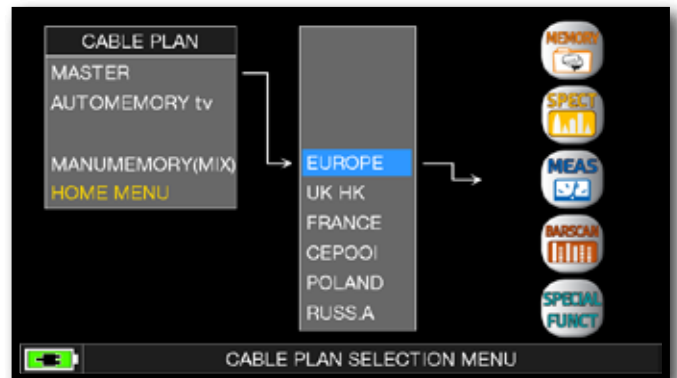 CABLE PLAN
MASTER
AUTOMEMORY tv
MANUMEMORY(MIX)
HOME MENU
EUROPE
UK HK
FRANCE
CEPOOI
POLAND
RUSS.A
MEMORY
SPECT
MEAS
BARSCAN
SPECIAL
FUNCT
CABLE PLAN SELECTION MENU